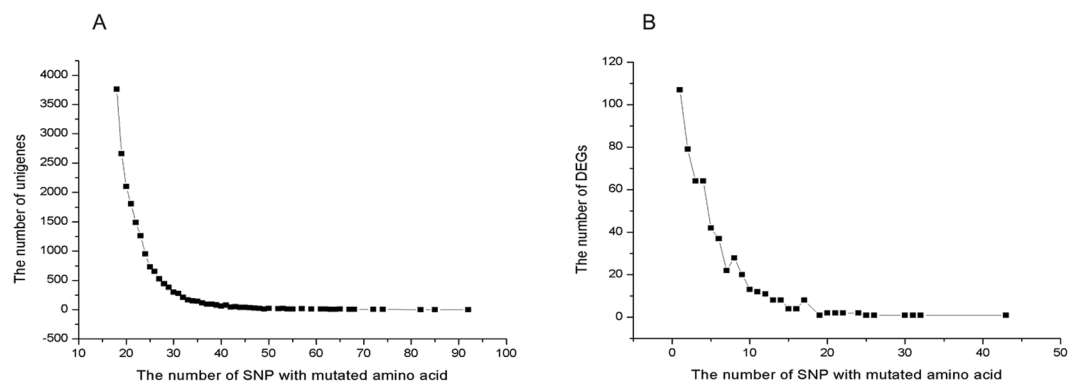 A
The number of unigenes
4000
3500
3000
2500
2000
1500
1000
500
0
-500
10 20 30 40 50 60 70 80 90 100
The number of SNP with mutated amino acid
B
The number of DEGs
120
100
80
60
40
20
0
0 10 20 30 40 50
The number of SNP with mutated amino acid